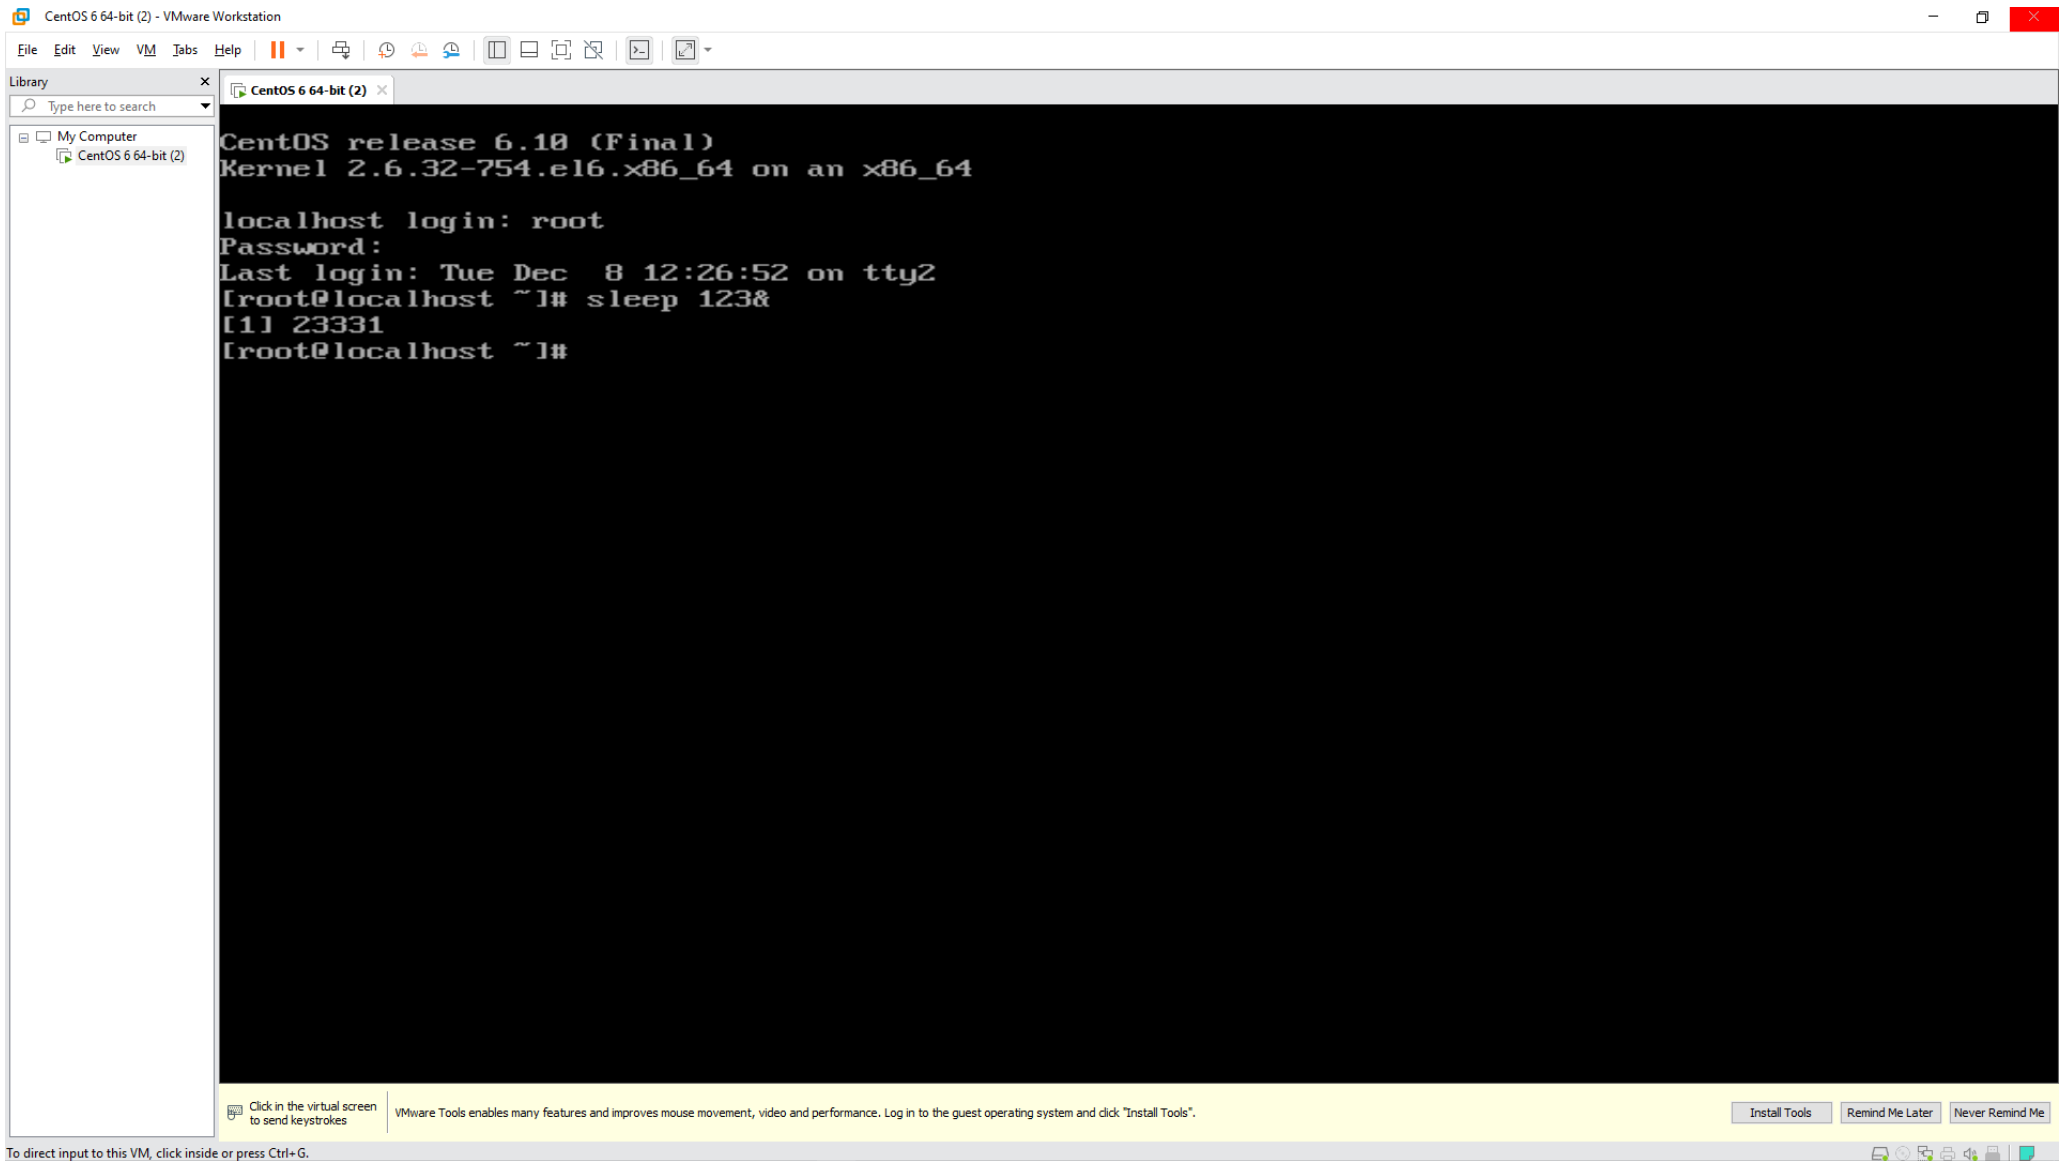 CentOS 6 64-bit (2) - VMware Workstation
File Edit View VM Tabs Help
Library
Type here to search
My Computer
CentOS 6 64-bit (2)
CentOS 6 64-bit (2)
CentOS release 6.10 (Final)
Kernel 2.6.32-754.el6.x86_64 on an x86_64
localhost login: root
Password:
Last login: Tue Dec  8 12:26:52 on tty2
[root@localhost ~]# sleep 123&
[1] 23331
[root@localhost ~]#
Click in the virtual screen
to send keystrokes
VMware Tools enables many features and improves mouse movement, video and performance. Log in to the guest operating system and click "Install Tools".
Install Tools
Remind Me Later
Never Remind Me
To direct input to this VM, click inside or press Ctrl+G.